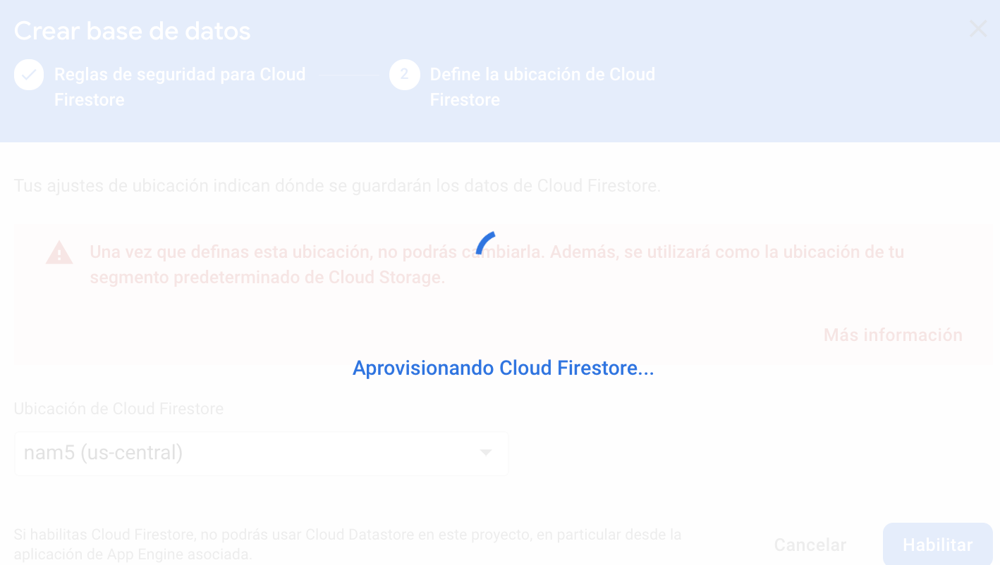 Crear base de datos
Reglas de seguridad para Cloud
Firestore
2
Define la ubicación de Cloud
Firestore
Tus ajustes de ubicación indican dónde se guardarán los datos de Cloud Firestore.
Una vez que definas esta ubicación, no podrás cambiarla. Además, se utilizará como la ubicación de tu
segmento predeterminado de Cloud Storage.
Más información
Aprovisionando Cloud Firestore...
Ubicación de Cloud Firestore
nam5 (us-central)
Si habilitas Cloud Firestore, no podrás usar Cloud Datastore en este proyecto, en particular desde la
aplicación de App Engine asociada.
Cancelar
Habilitar